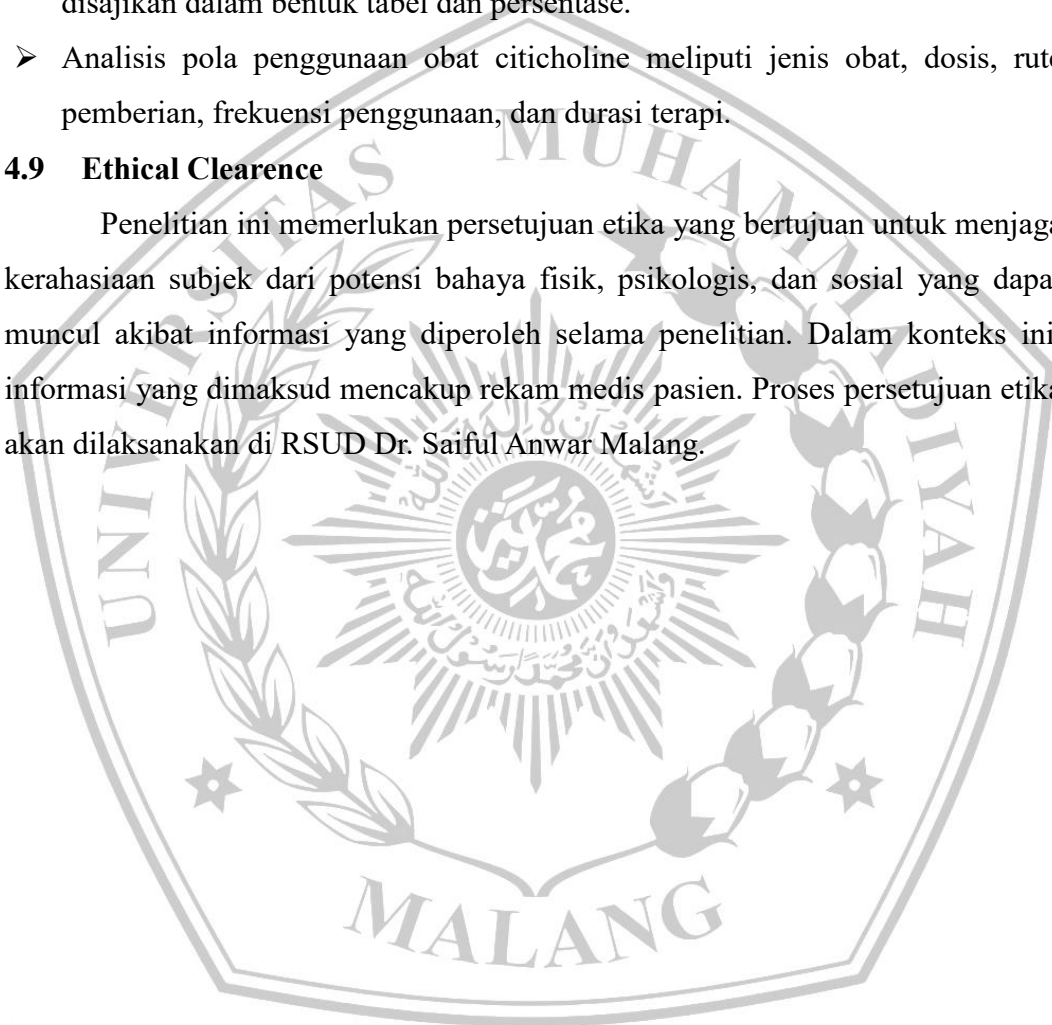 disajikan dalam bentuk tabel dan persentase.
➢ Analisis pola penggunaan obat citicholine meliputi jenis obat, dosis, rute
pemberian, frekuensi penggunaan, dan durasi terapi.
4.9 Ethical Clearence
Penelitian ini memerlukan persetujuan etika yang bertujuan untuk menjaga
kerahasiaan subjek dari potensi bahaya fisik, psikologis, dan sosial yang dapa
muncul akibat informasi yang diperoleh selama penelitian. Dalam konteks ini
informasi yang dimaksud mencakup rekam medis pasien. Proses persetujuan etika
akan dilaksanakan di RSUD Dr. Saiful Anwar Malang.
UNIVERSITAS MUHAMMADIYAH
MALANG